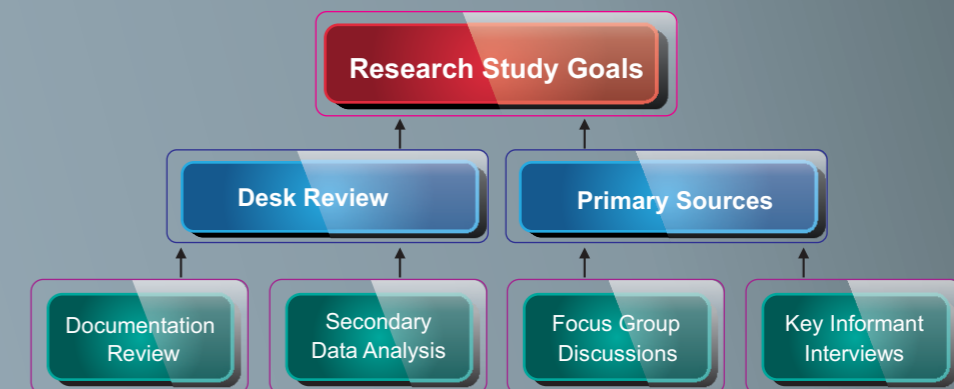 Research Study Goals
Desk Review
Primary Sources
Documentation
Review
Secondary
Data Analysis
Focus Group
Discussions
Key Informant
Interviews